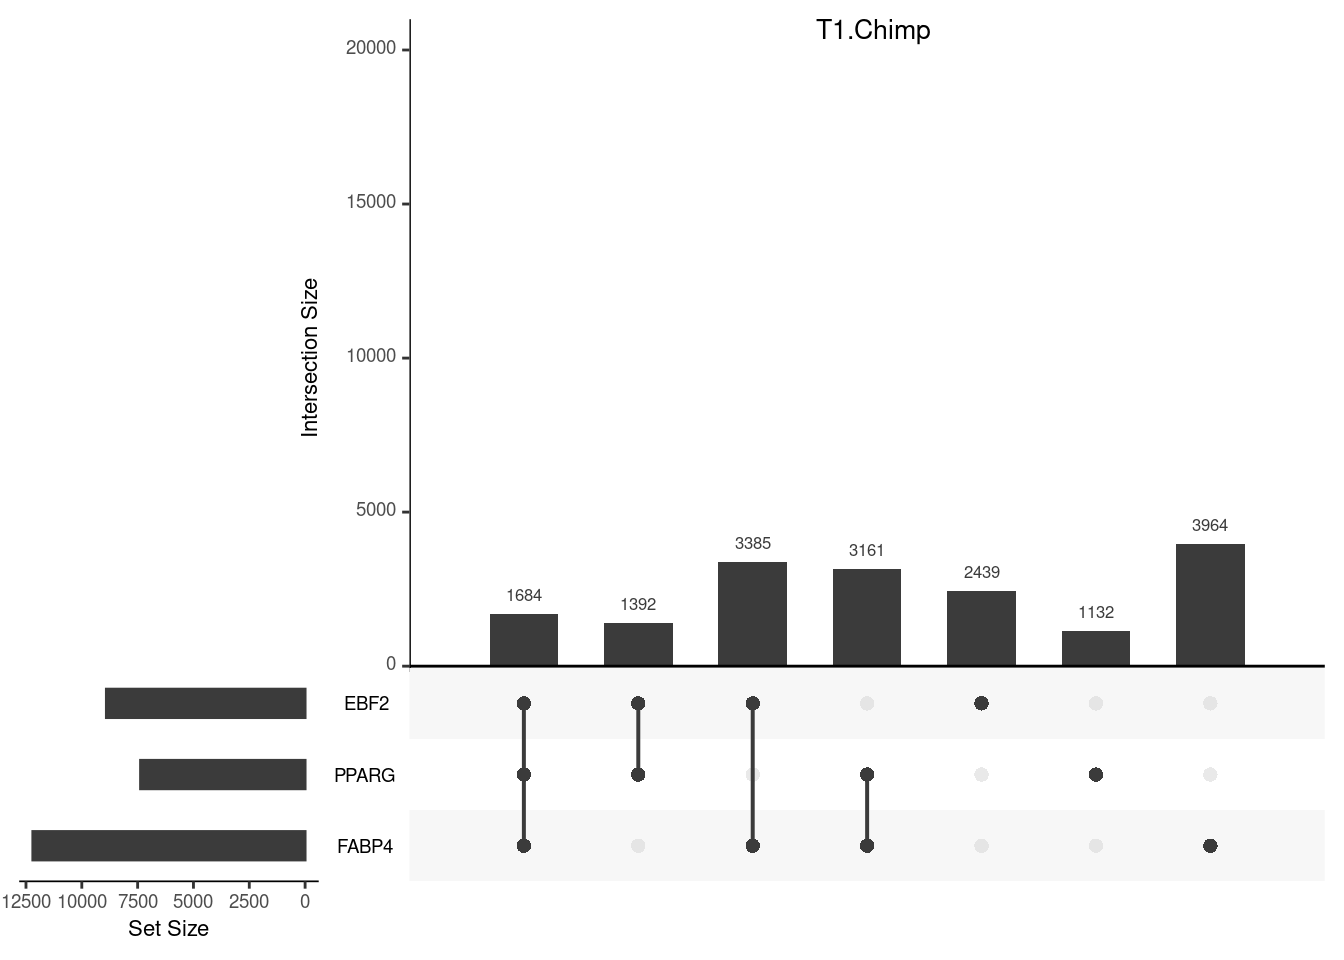 T1.Chimp
20000
15000
10000
5000
0
Intersection Size
3964
3385
3161
2439
1684
1392
1132
EBF2
PPARG
FABP4
12500 10000 7500 5000 2500 0
Set Size